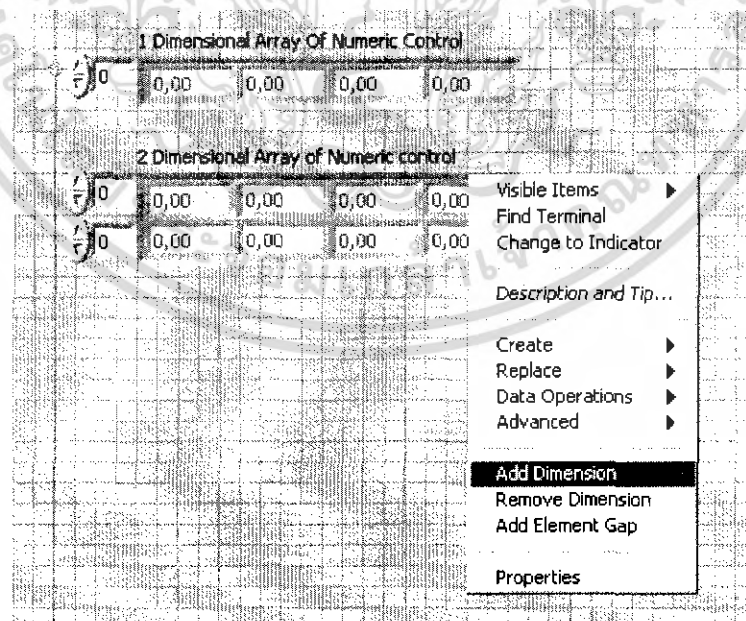 1 Dimensional Array Of Numeric Control
0 0,00 0,00 0,00 0,00
2 Dimensional Array of Numeric control
0 0,00 0,00 0,00 0,00
0 0,00 0,00 0,00 0,00
Visible Items
Find Terminal
Change to Indicator
Description and Tip...
Create
Replace
Data Operations
Advanced
Add Dimension
Remove Dimension
Add Element Gap
Properties